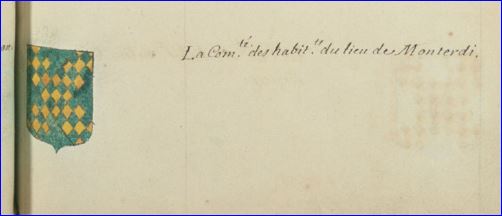 La Com.té des habit.ts du lieu de Monterdi.